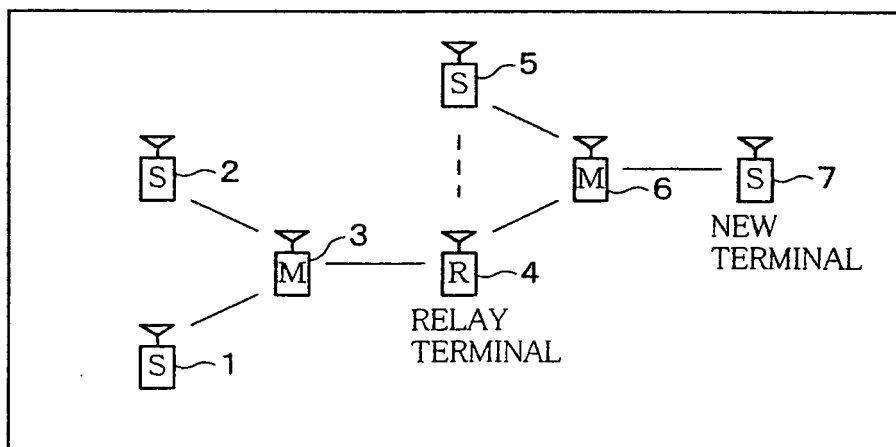 S 5
S 2
M 6
S 7
NEW
TERMINAL
M 3
R 4
RELAY
TERMINAL
S 1